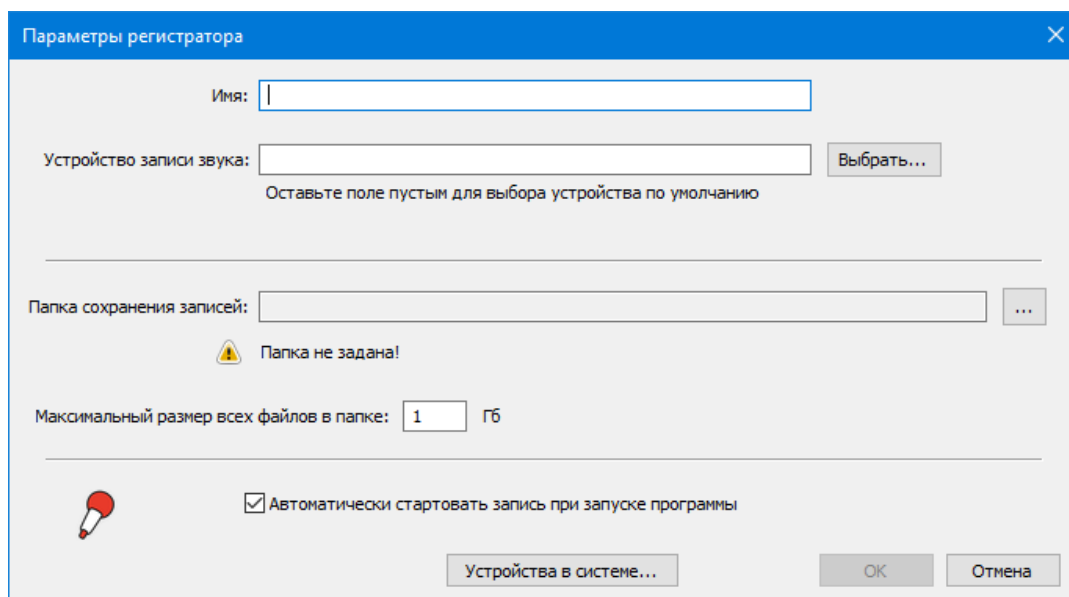 Параметры регистратора
Имя:
Устройство записи звука: Выбрать...
Оставьте поле пустым для выбора устройства по умолчанию
Папка сохранения записей: ...
Папка не задана!
Максимальный размер всех файлов в папке: 1 Гб
Автоматически стартовать запись при запуске программы
Устройства в системе... OK Отмена